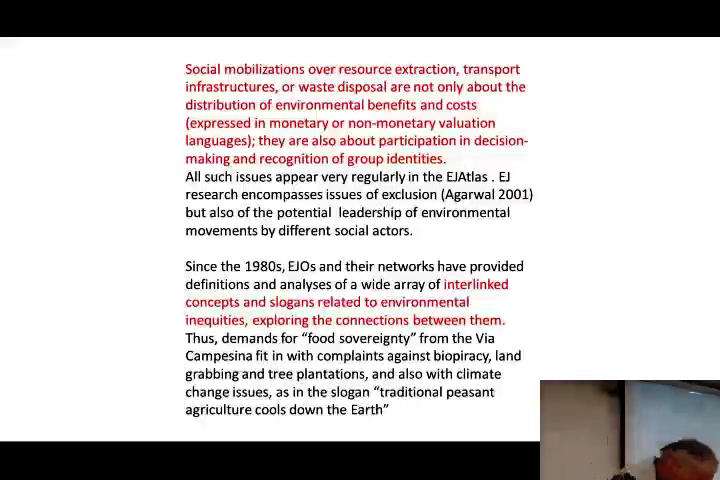 Social mobilizations over resource extraction, transport
infrastructures, or waste disposal are not only about the
distribution of environmental benefits and costs
(expressed in monetary or non-monetary valuation
languages); they are also about participation in decision-
making and recognition of group identities.
All such issues appear very regularly in the EJAtlas . EJ
research encompasses issues of exclusion (Agarwal 2001)
but also of the potential leadership of environmental
movements by different social actors.
Since the 1980s, EJOs and their networks have provided
definitions and analyses of a wide array of interlinked
concepts and slogans related to environmental
inequities, exploring the connections between them.
Thus, demands for “food sovereignty” from the Via
Campesina fit in with complaints against biopiracy, land
grabbing and tree plantations, and also with climate
change issues, as in the slogan “traditional peasant
agriculture cools down the Earth”